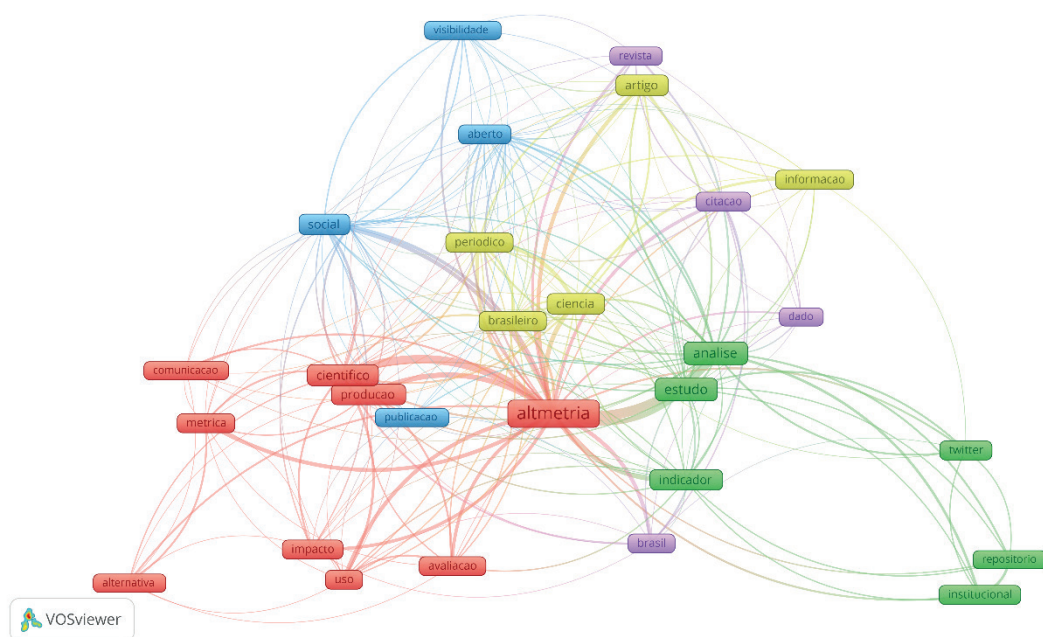 visibilidade
revista
artigo
aberto
informacao
citacao
social
periodico
ciencia
brasileiro
dado
analise
comunicacao
cientifico
estudo
producao
altmetria
publicacao
metrica
twitter
indicador
brasil
impacto
repositorio
avaliacao
uso
alternativa
institucional
VOSviewer